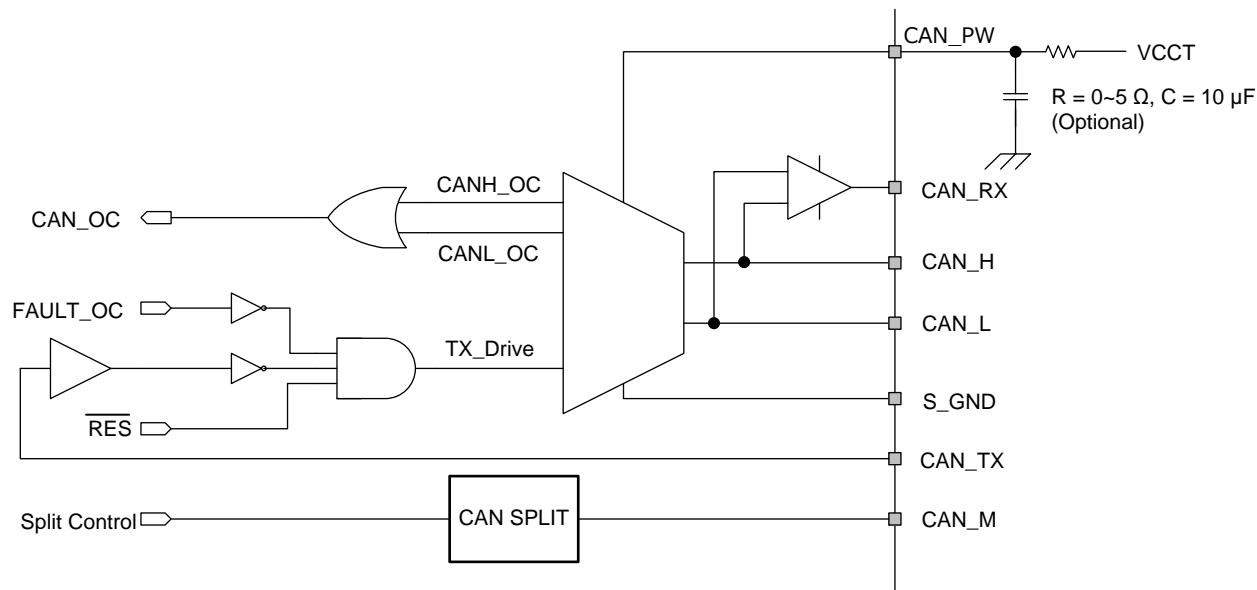 CAN_PW
VCCT
R = 0~5 Ω, C = 10 µF
(Optional)
CANH_OC
CAN_RX
CAN_OC
CANL_OC
CAN_H
FAULT_OC
CAN_L
TX_Drive
S_GND
RES
CAN_TX
Split Control
CAN SPLIT
CAN_M